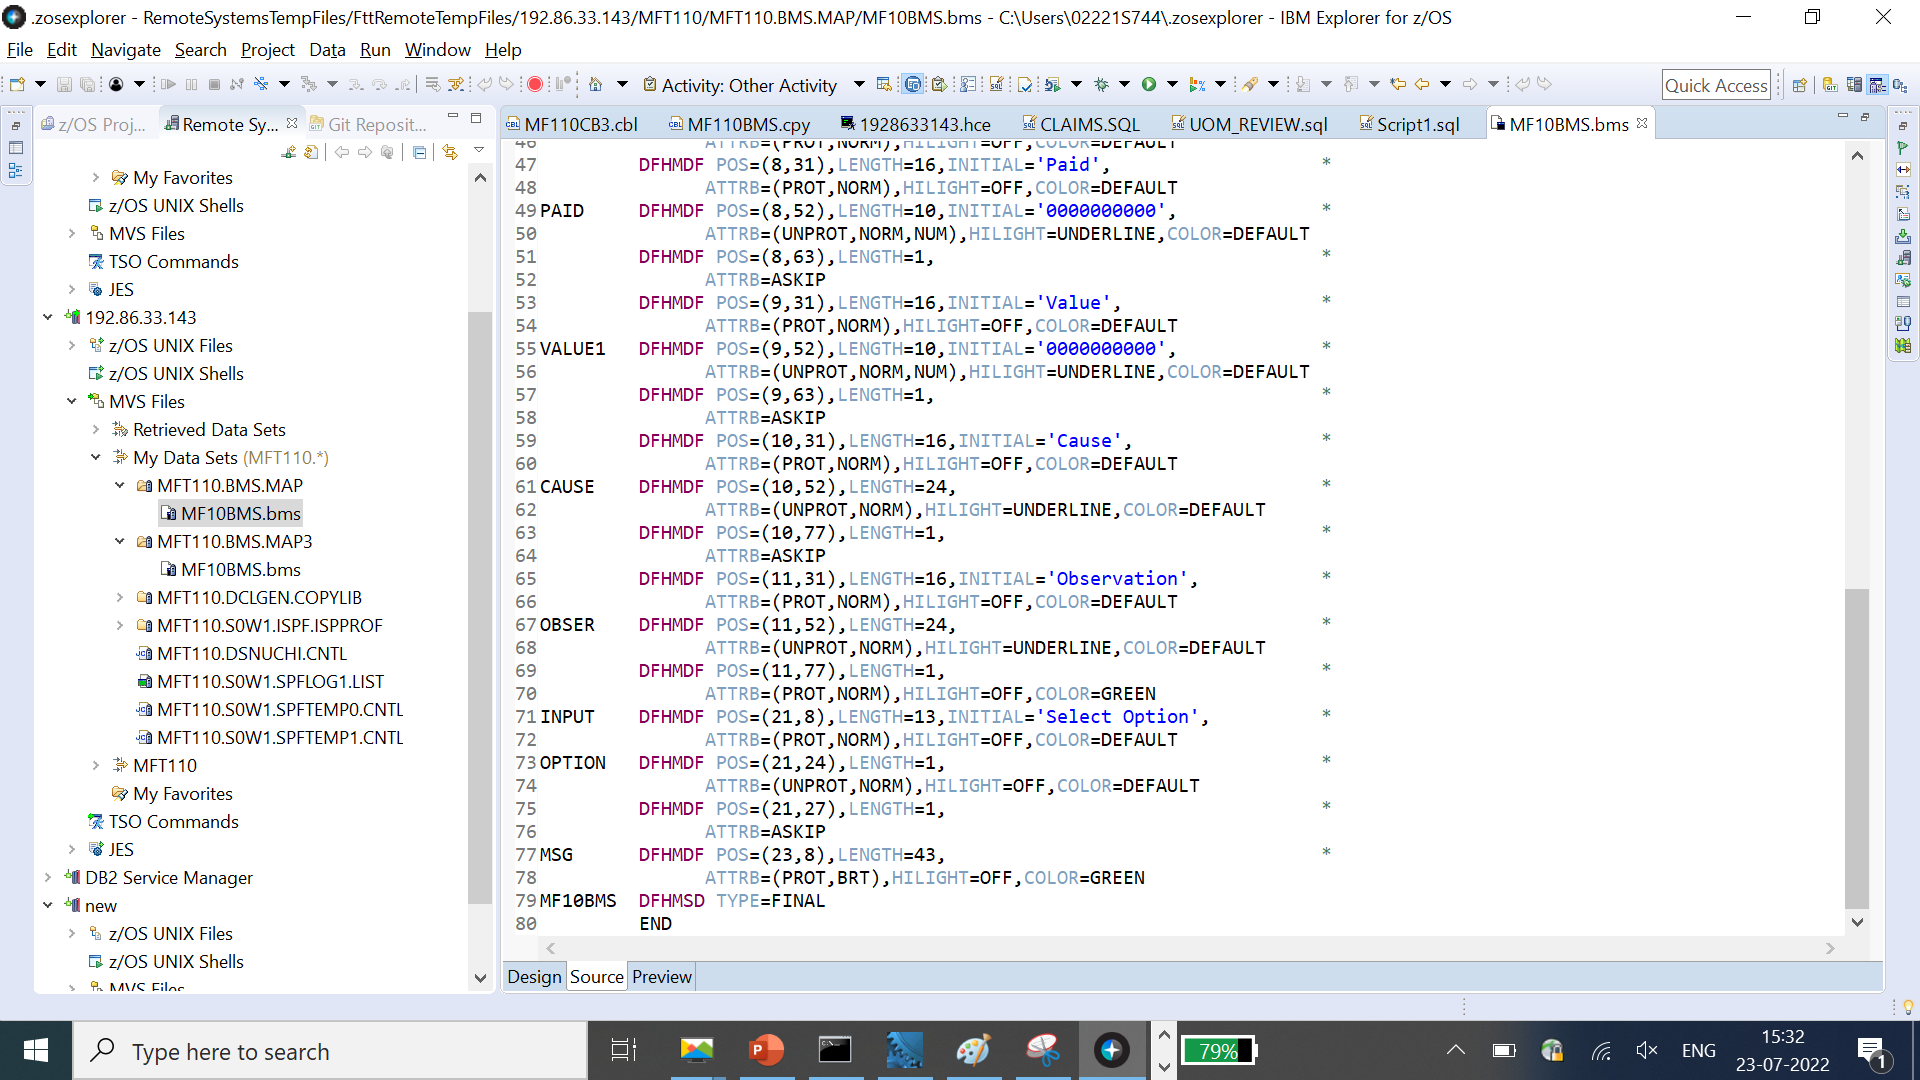 .zosexplorer - RemoteSystemsTempFiles/FttRemoteTempFiles/192.86.33.143/MFT110/MFT110.BMS.MAP/MF10BMS.bms - C:\Users\02221S744\.zosexplorer - IBM Explorer for z/OS
File Edit Navigate Search Project Data Run Window Help
Activity: Other Activity
Quick Access
z/OS Proj... Remote Sy... Git Reposit...
MF110CB3.cbl MF110BMS.cpy 1928633143.hce CLAIMS.SQL UOM_REVIEW.sql Script1.sql MF10BMS.bms
My Favorites
z/OS UNIX Shells
MVS Files
TSO Commands
JES
192.86.33.143
z/OS UNIX Files
z/OS UNIX Shells
MVS Files
Retrieved Data Sets
My Data Sets (MFT110.*)
MFT110.BMS.MAP
MF10BMS.bms
MFT110.BMS.MAP3
MF10BMS.bms
MFT110.DCLGEN.COPYLIB
MFT110.S0W1.ISPF.ISPPROF
MFT110.DSNUCHI.CNTL
MFT110.S0W1.SPFLOG1.LIST
MFT110.S0W1.SPFTEMP0.CNTL
MFT110.S0W1.SPFTEMP1.CNTL
MFT110
My Favorites
TSO Commands
JES
DB2 Service Manager
new
z/OS UNIX Files
z/OS UNIX Shells
MVS Files
46 ATTRB=(PROT,NORM),HILIGHT=OFF,COLOR=DEFAULT
47 DFHMDF POS=(8,31),LENGTH=16,INITIAL='Paid', *
48 ATTRB=(PROT,NORM),HILIGHT=OFF,COLOR=DEFAULT
49 PAID DFHMDF POS=(8,52),LENGTH=10,INITIAL='0000000000', *
50 ATTRB=(UNPROT,NORM,NUM),HILIGHT=UNDERLINE,COLOR=DEFAULT
51 DFHMDF POS=(8,63),LENGTH=1, *
52 ATTRB=ASKIP
53 DFHMDF POS=(9,31),LENGTH=16,INITIAL='Value', *
54 ATTRB=(PROT,NORM),HILIGHT=OFF,COLOR=DEFAULT
55 VALUE1 DFHMDF POS=(9,52),LENGTH=10,INITIAL='0000000000', *
56 ATTRB=(UNPROT,NORM,NUM),HILIGHT=UNDERLINE,COLOR=DEFAULT
57 DFHMDF POS=(9,63),LENGTH=1, *
58 ATTRB=ASKIP
59 DFHMDF POS=(10,31),LENGTH=16,INITIAL='Cause', *
60 ATTRB=(PROT,NORM),HILIGHT=OFF,COLOR=DEFAULT
61 CAUSE DFHMDF POS=(10,52),LENGTH=24, *
62 ATTRB=(UNPROT,NORM),HILIGHT=UNDERLINE,COLOR=DEFAULT
63 DFHMDF POS=(10,77),LENGTH=1, *
64 ATTRB=ASKIP
65 DFHMDF POS=(11,31),LENGTH=16,INITIAL='Observation', *
66 ATTRB=(PROT,NORM),HILIGHT=OFF,COLOR=DEFAULT
67 OBSER DFHMDF POS=(11,52),LENGTH=24, *
68 ATTRB=(UNPROT,NORM),HILIGHT=UNDERLINE,COLOR=DEFAULT
69 DFHMDF POS=(11,77),LENGTH=1, *
70 ATTRB=(PROT,NORM),HILIGHT=OFF,COLOR=GREEN
71 INPUT DFHMDF POS=(21,8),LENGTH=13,INITIAL='Select Option', *
72 ATTRB=(PROT,NORM),HILIGHT=OFF,COLOR=DEFAULT
73 OPTION DFHMDF POS=(21,24),LENGTH=1, *
74 ATTRB=(UNPROT,NORM),HILIGHT=OFF,COLOR=DEFAULT
75 DFHMDF POS=(21,27),LENGTH=1, *
76 ATTRB=ASKIP
77 MSG DFHMDF POS=(23,8),LENGTH=43, *
78 ATTRB=(PROT,BRT),HILIGHT=OFF,COLOR=GREEN
79 MF10BMS DFHMSD TYPE=FINAL
80 END
Design Source Preview
Type here to search
79%
ENG
15:32
23-07-2022
1